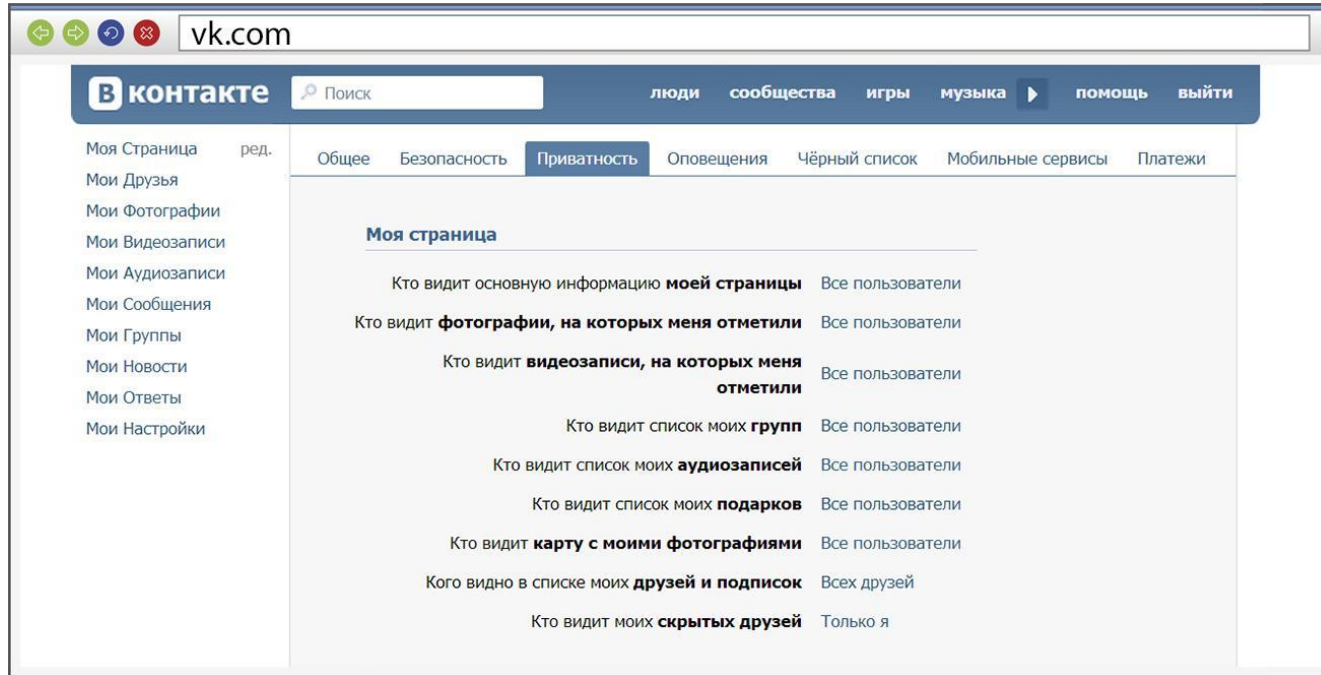 vk.com
В контакте Поиск люди сообщества игры музыка помощь выйти
Моя Страница ред.
Мои Друзья
Мои Фотографии
Мои Видеозаписи
Мои Аудиозаписи
Мои Сообщения
Мои Группы
Мои Новости
Мои Ответы
Мои Настройки
Общее Безопасность Приватность Оповещения Чёрный список Мобильные сервисы Платежи
Моя страница
Кто видит основную информацию моей страницы Все пользователи
Кто видит фотографии, на которых меня отметили Все пользователи
Кто видит видеозаписи, на которых меня
отметили Все пользователи
Кто видит список моих групп Все пользователи
Кто видит список моих аудиозаписей Все пользователи
Кто видит список моих подарков Все пользователи
Кто видит карту с моими фотографиями Все пользователи
Кого видно в списке моих друзей и подписок Всех друзей
Кто видит моих скрытых друзей Только я